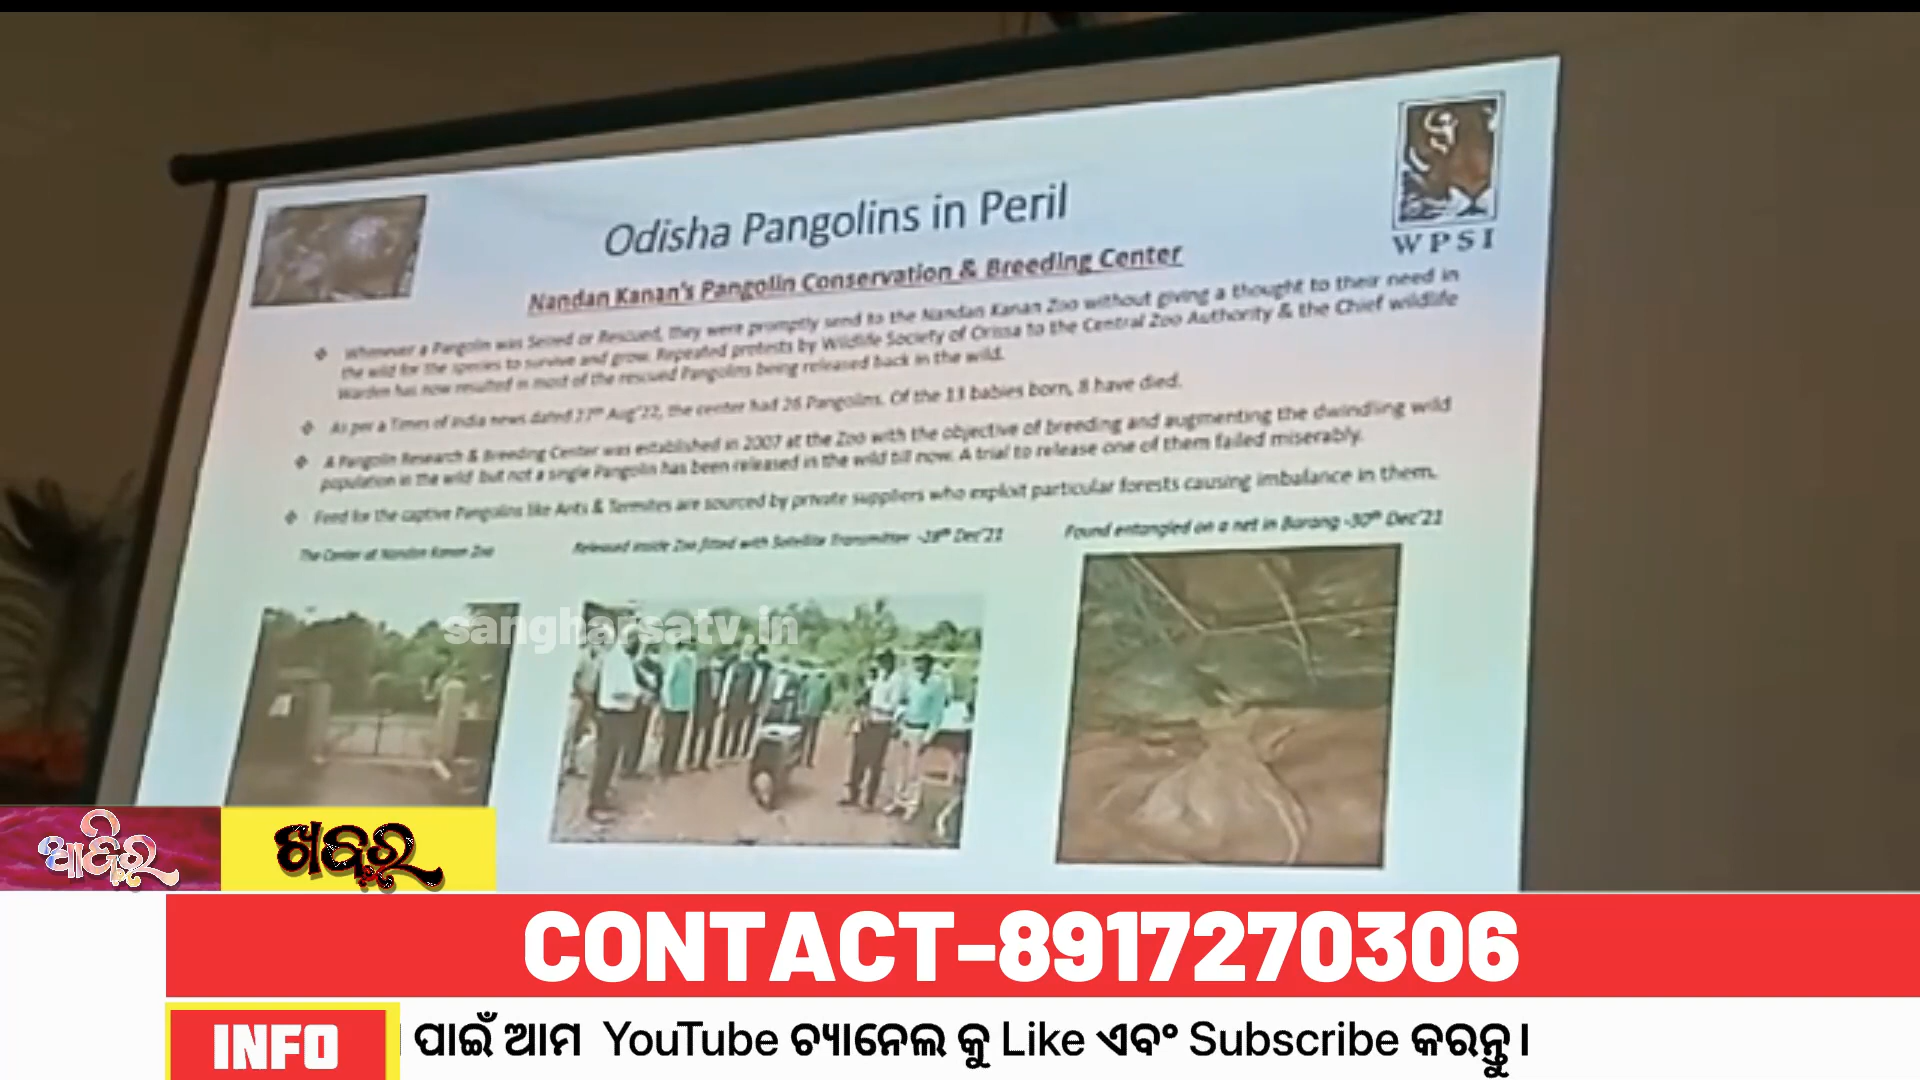 WPSI
Odisha Pangolins in Peril
Nandan Kanan's Pangolin Conservation & Breeding Center
❖ Whenever a Pangolin was Seized or Rescued, they were promptly send to the Nandan Kanan Zoo without giving a thought to their need in
the wild for the species to survive and grow. Repeated protests by Wildlife Society of Orissa to the Central Zoo Authority & the Chief wildlife
Warden has now resulted in most of the rescued Pangolins being released back in the wild.
❖ As per a Times of India news dated 27th Aug'22, the center had 26 Pangolins. Of the 13 babies born, 8 have died.
❖ A Pangolin Research & Breeding Center was established in 2007 at the Zoo with the objective of breeding and augmenting the dwindling wild
population in the wild but not a single Pangolin has been released in the wild till now. A trial to release one of them failed miserably.
❖ Feed for the captive Pangolins like Ants & Termites are sourced by private suppliers who exploit particular forests causing imbalance in them.
The Center at Nandan Kanan Zoo
Released inside Zoo fitted with Satellite Transmitter -28th Dec'21
Found entangled on a net in Barang -30th Dec'21
sangharsatv.in
ଆଜିର ଖବର
CONTACT-8917270306
INFO
ପାଇଁ ଆମ YouTube ଚ୍ୟାନେଲ କୁ Like ଏବଂ Subscribe କରନ୍ତୁ।